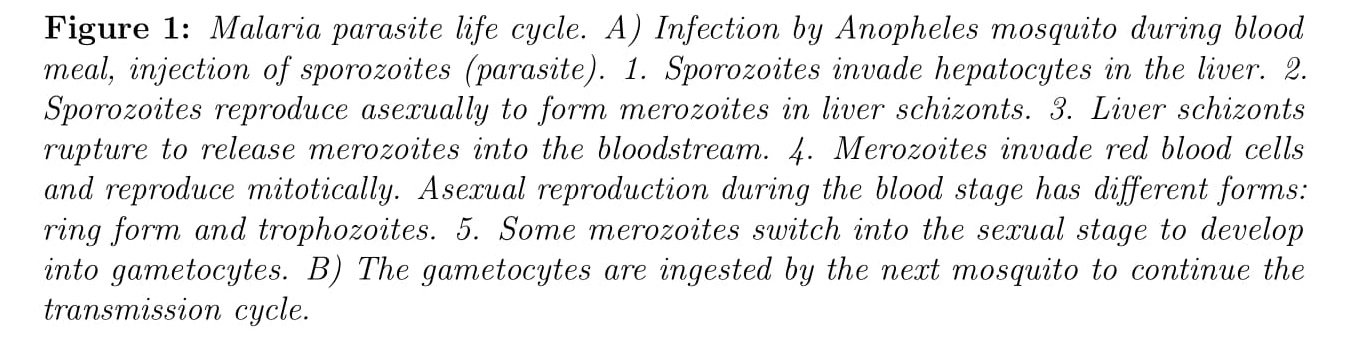 Figure 1: Malaria parasite life cycle. A) Infection by Anopheles mosquito during blood
meal, injection of sporozoites (parasite). 1. Sporozoites invade hepatocytes in the liver. 2.
Sporozoites reproduce asexually to form merozoites in liver schizonts. 3. Liver schizonts
rupture to release merozoites into the bloodstream. 4. Merozoites invade red blood cells
and reproduce mitotically. Asexual reproduction during the blood stage has different forms:
ring form and trophozoites. 5. Some merozoites switch into the sexual stage to develop
into gametocytes. B) The gametocytes are ingested by the next mosquito to continue the
transmission cycle.